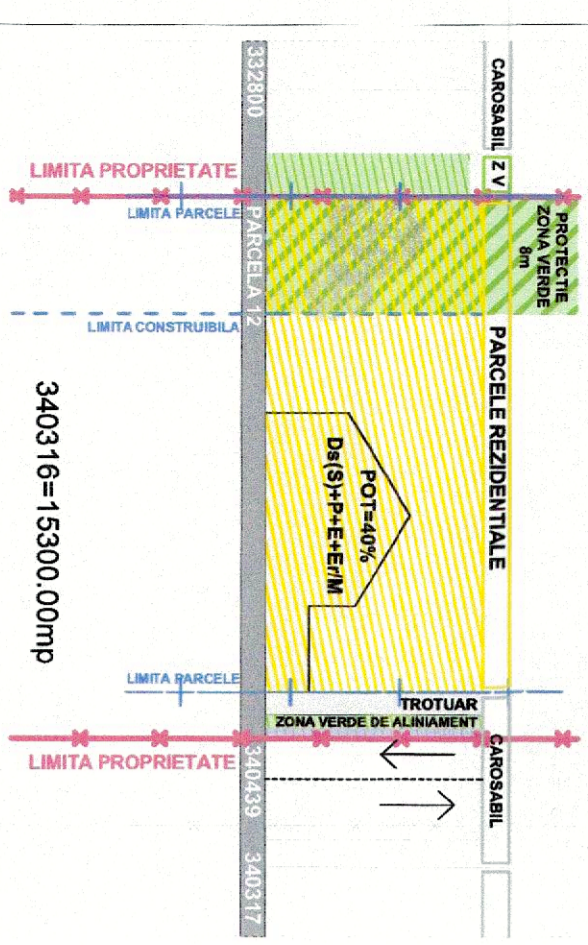 CAROSABIL
Z V
PROTECTIE
ZONA VERDE
8m
PARCELE REZIDENTIALE
CAROSABIL
POT=40%
Ds(S)+P+E+Er/M
TROTUAR
ZONA VERDE DE ALINIAMENT
332800
PARCELA 12
340439
340317
LIMITA PROPRIETATE
LIMITA PARCELE
LIMITA CONSTRUIBILA
LIMITA PARCELE
LIMITA PROPRIETATE
340316=15300.00mp